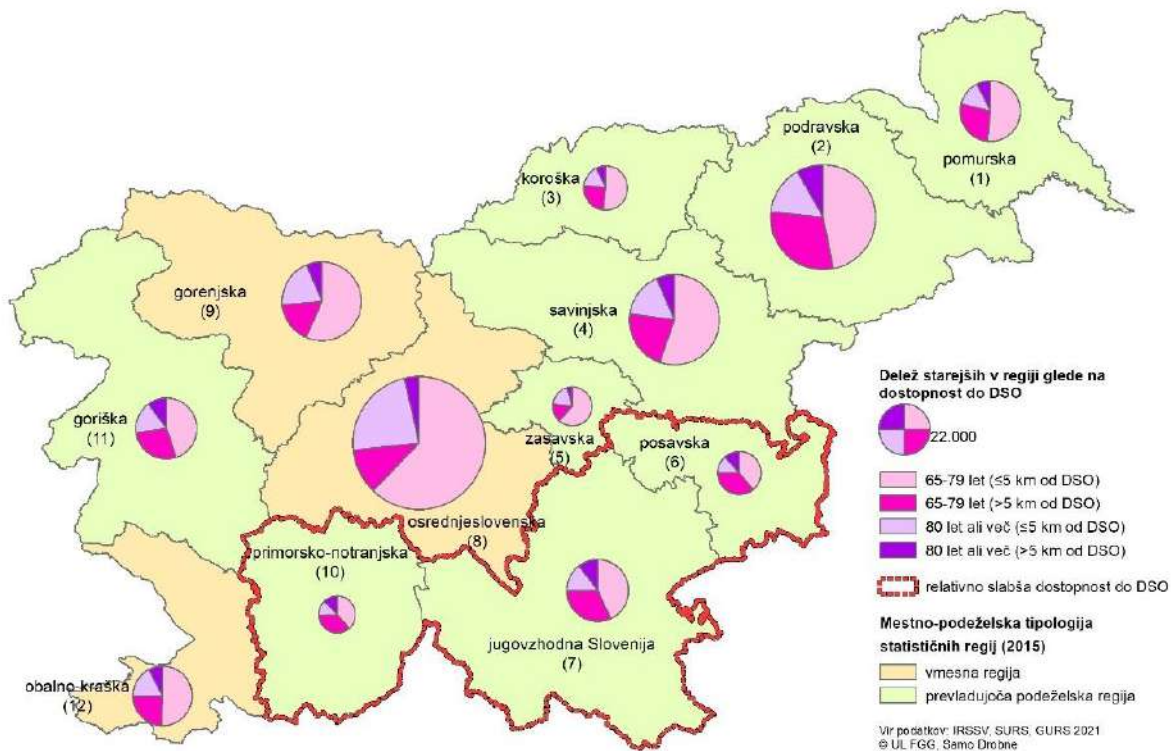 podravska
(2)
pomurska
(1)
koroška
(3)
gorenjska
(9)
savinjska
(4)
goriška
(11)
zasavska
(5)
posavska
(6)
osrednjeslovenska
(8)
primorsko-notranjska
(10)
jugovzhodna Slovenija
(7)
obalno-kraška
(12)
Delež starejših v regiji glede na
dostopnost do DSO
22.000
65-79 let (≤5 km od DSO)
65-79 let (>5 km od DSO)
80 let ali več (≤5 km od DSO)
80 let ali več (>5 km od DSO)
relativno slabša dostopnost do DSO
Mestno-podeželska tipologija
statističnih regij (2015)
vmesna regija
prevladujoča podeželska regija
Vir podatkov: IRSSV, SURS, GURS 2021
© UL FGG, Samo Drobne